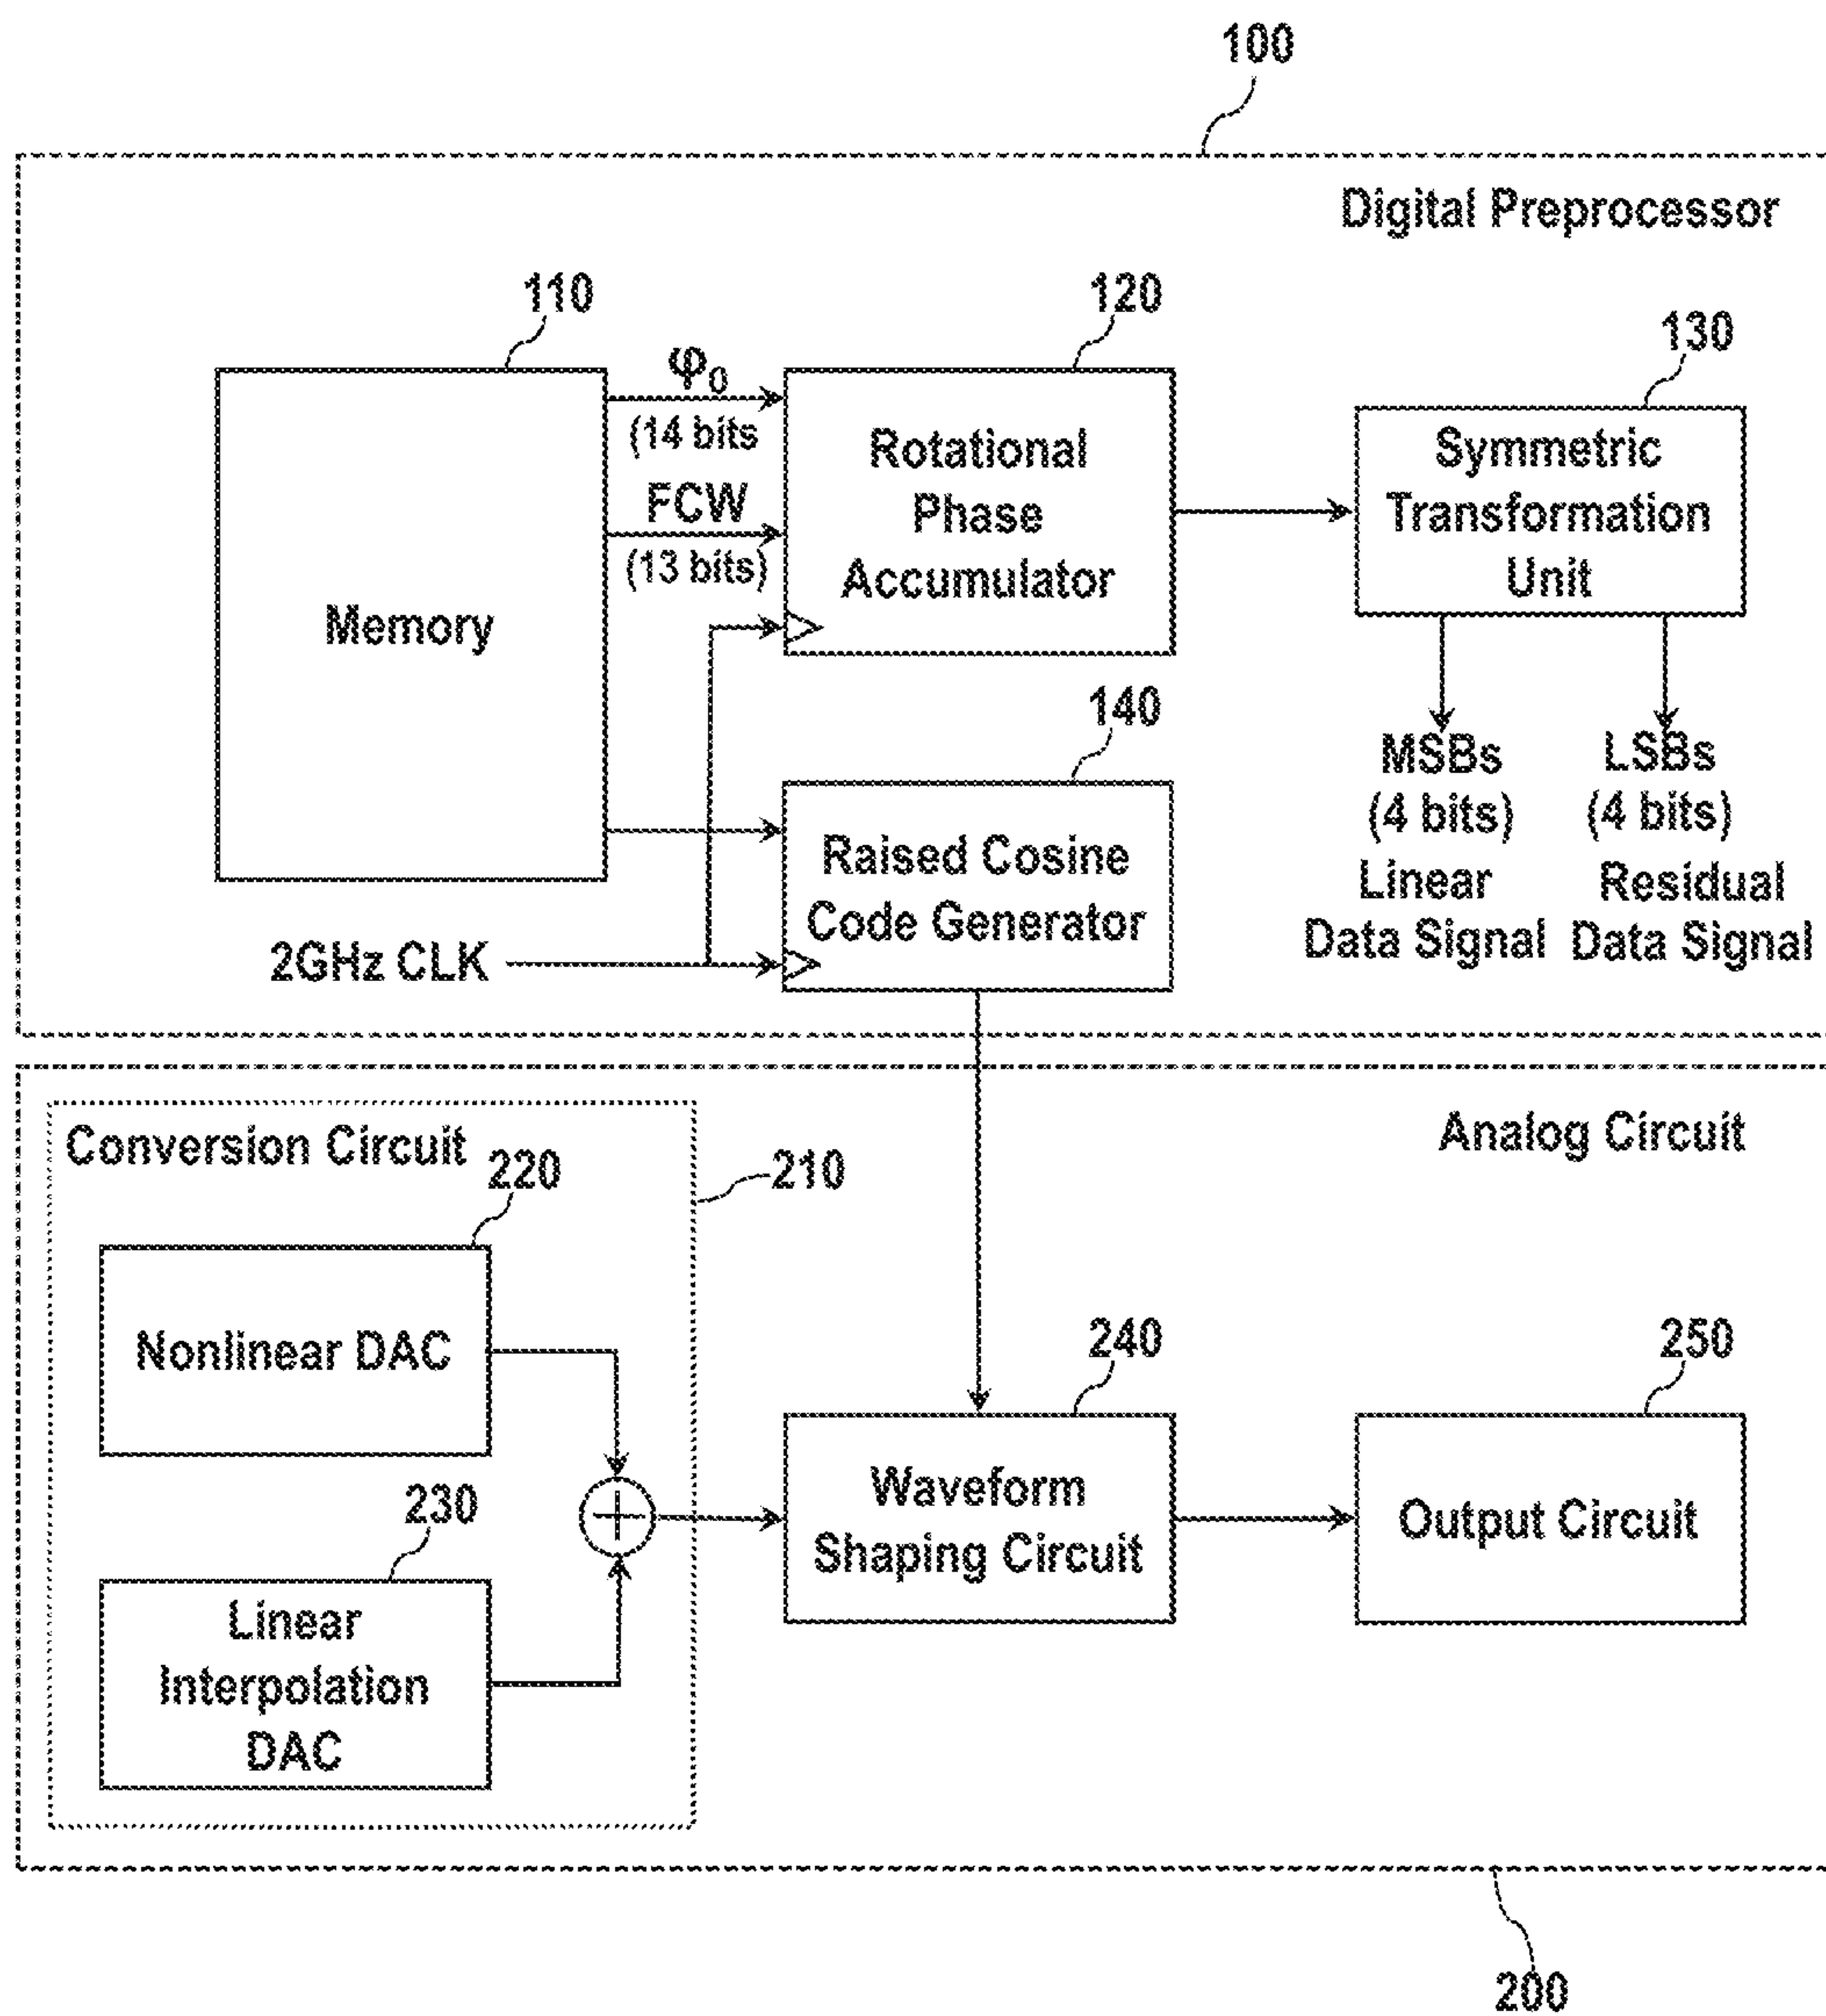 100
Digital Preprocessor
110
120
130
φ0
(14 bits
FCW
(13 bits)
Memory
Rotational
Phase
Accumulator
Symmetric
Transformation
Unit
140
MSBs
(4 bits)
Linear
Data Signal
LSBs
(4 bits)
Residual
Data Signal
Raised Cosine
Code Generator
2GHz CLK
Conversion Circuit
Analog Circuit
210
220
Nonlinear DAC
230
Linear
Interpolation
DAC
240
Waveform
Shaping Circuit
250
Output Circuit
200